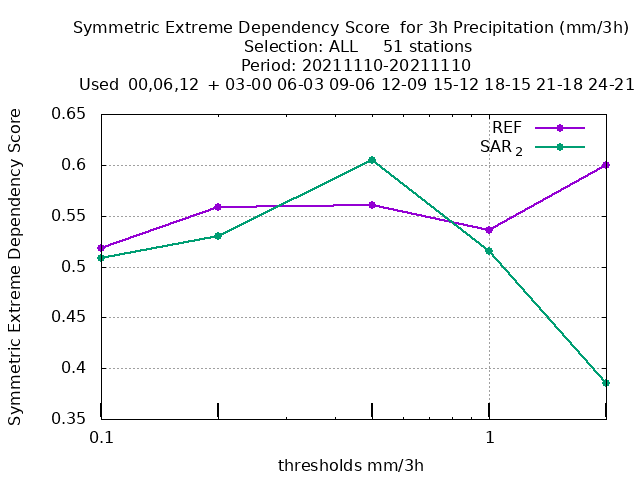 Symmetric Extreme Dependency Score  for 3h Precipitation (mm/3h)
Selection: ALL     51 stations
Period: 20211110-20211110
Used  00,06,12  + 03-00 06-03 09-06 12-09 15-12 18-15 21-18 24-21
Symmetric Extreme Dependency Score
0.65
0.6
0.55
0.5
0.45
0.4
0.35
REF
SAR2
0.1
1
thresholds mm/3h